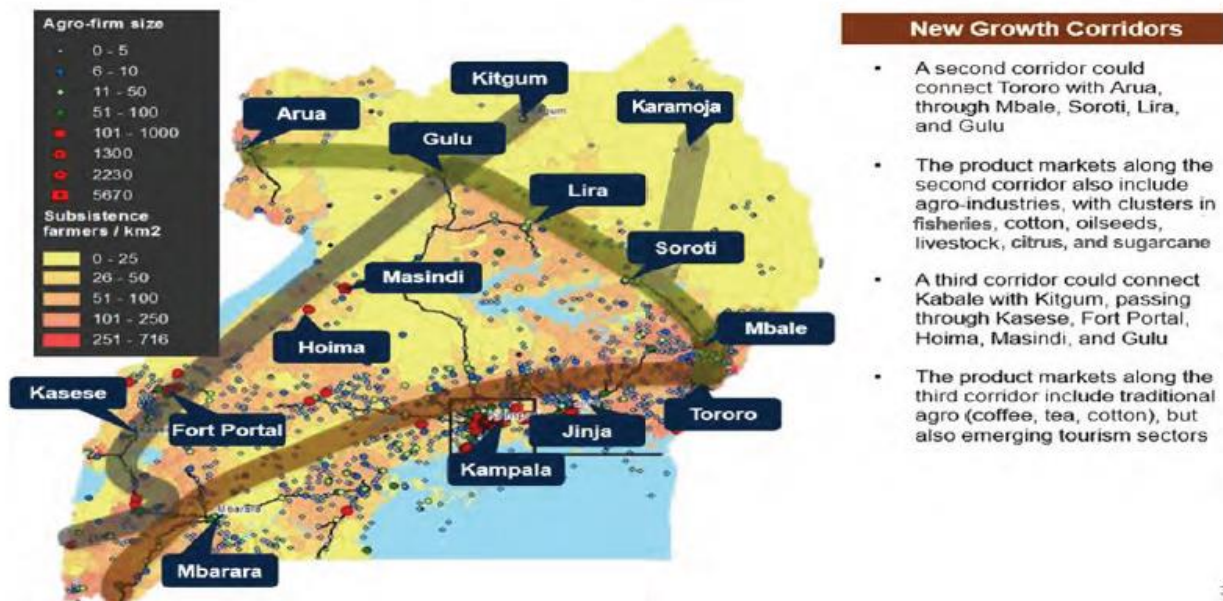 Agro-firm size
0 - 5
6 - 10
11 - 50
51 - 100
101 - 1000
1300
2230
5670
Subsistence
farmers / km2
0 - 25
26 - 50
51 - 100
101 - 250
251 - 716
Kitgum
Arua
Karamoja
Gulu
Lira
Soroti
Masindi
Hoima
Mbale
Kasese
Fort Portal
Tororo
Jinja
Kampala
Mbarara
Mbarara
New Growth Corridors
• A second corridor could
connect Tororo with Arua,
through Mbale, Soroti, Lira,
and Gulu
• The product markets along the
second corridor also include
agro-industries, with clusters in
fisheries, cotton, oilseeds,
livestock, citrus, and sugarcane
• A third corridor could connect
Kabale with Kitgum, passing
through Kasese, Fort Portal,
Hoima, Masindi, and Gulu
• The product markets along the
third corridor include traditional
agro (coffee, tea, cotton), but
also emerging tourism sectors